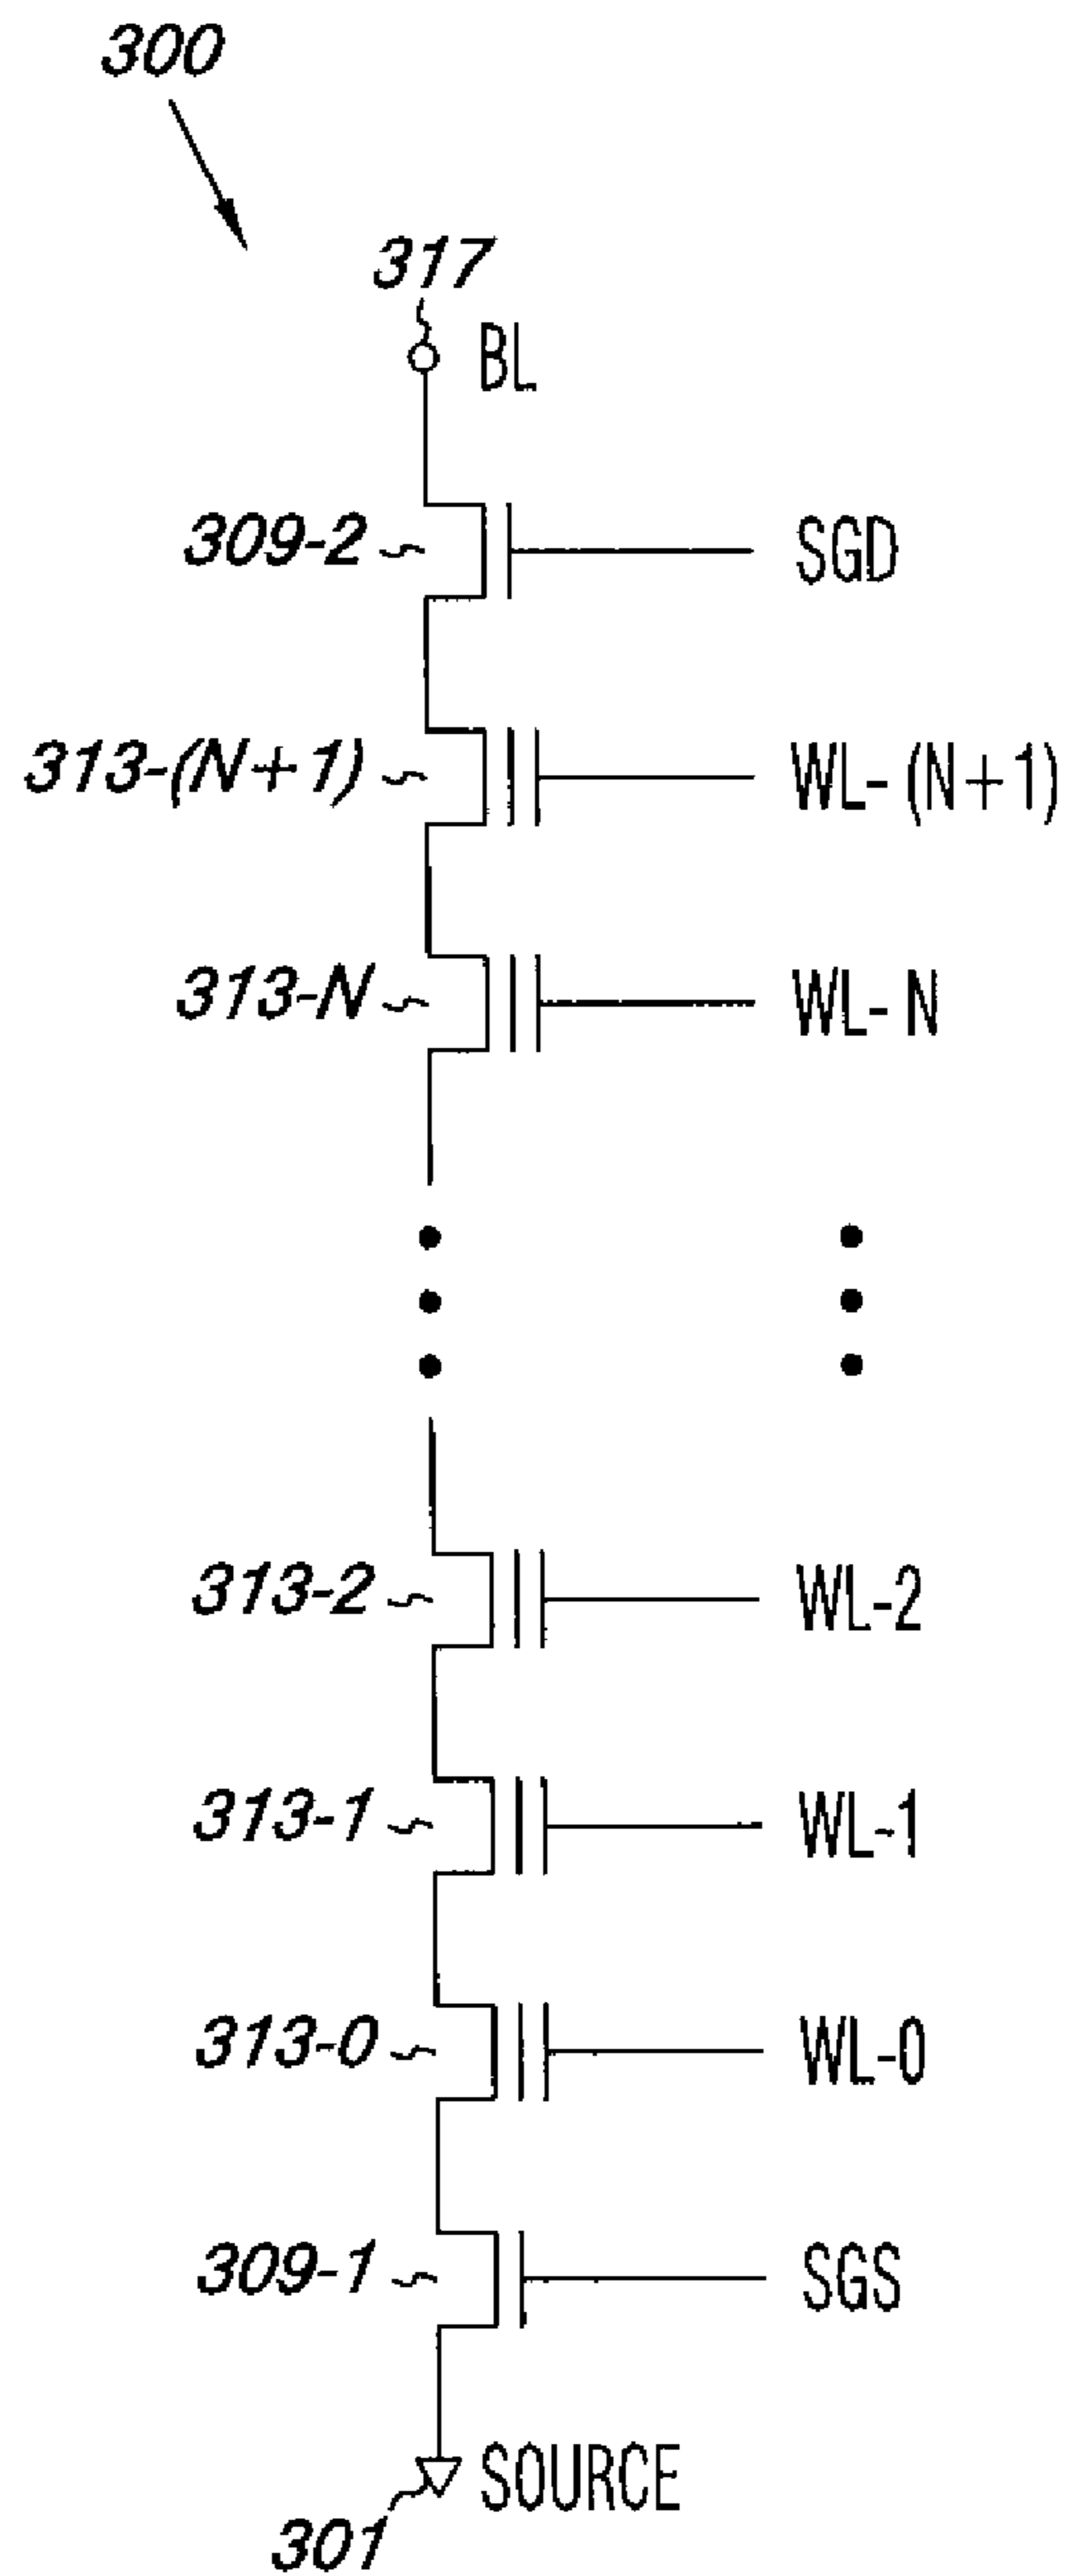 300
317
BL
309-2 SGD
313-(N+1) WL- (N+1)
313-N WL- N
313-2 WL-2
313-1 WL-1
313-0 WL-0
309-1 SGS
SOURCE
301